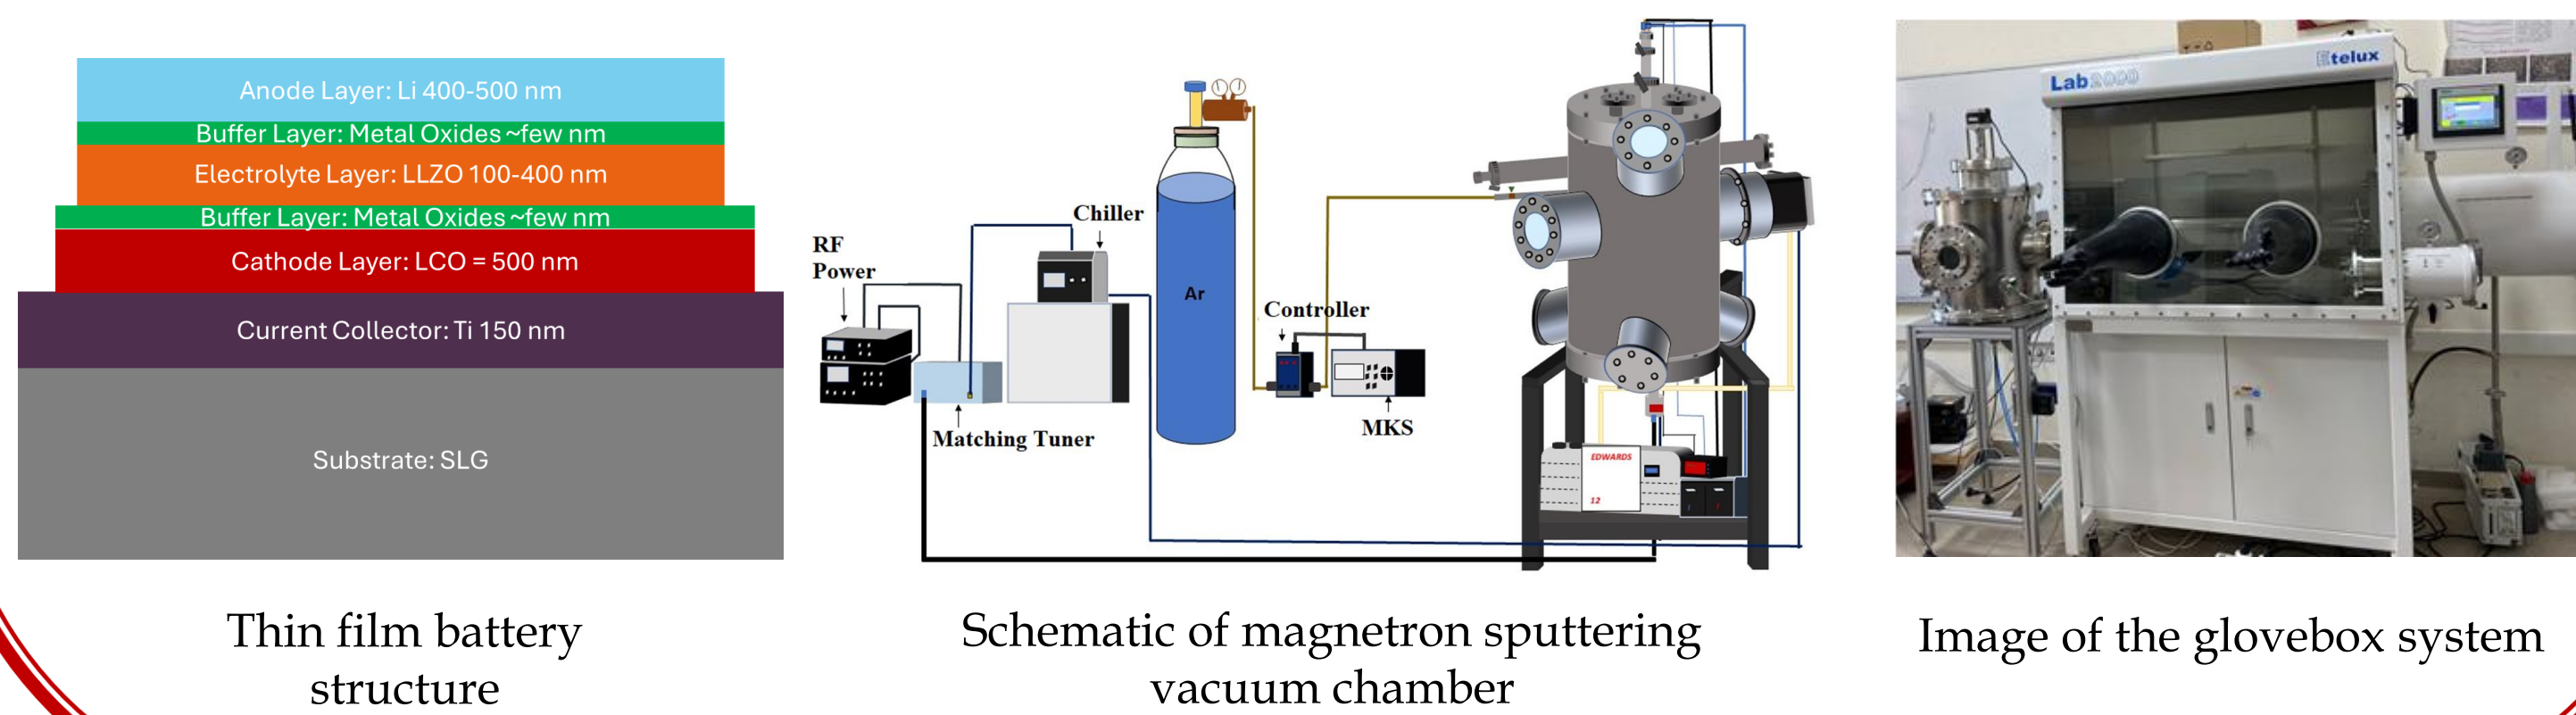 Anode Layer: Li 400-500 nm
Buffer Layer: Metal Oxides ~few nm
Electrolyte Layer: LLZO 100-400 nm
Buffer Layer: Metal Oxides ~few nm
Cathode Layer: LCO = 500 nm
Current Collector: Ti 150 nm
Substrate: SLG
Thin film battery
structure
RF
Power
Chiller
Matching Tuner
Ar
Controller
MKS
EDWARDS
12
Schematic of magnetron sputtering
vacuum chamber
Lab2000
Etelux
Image of the glovebox system